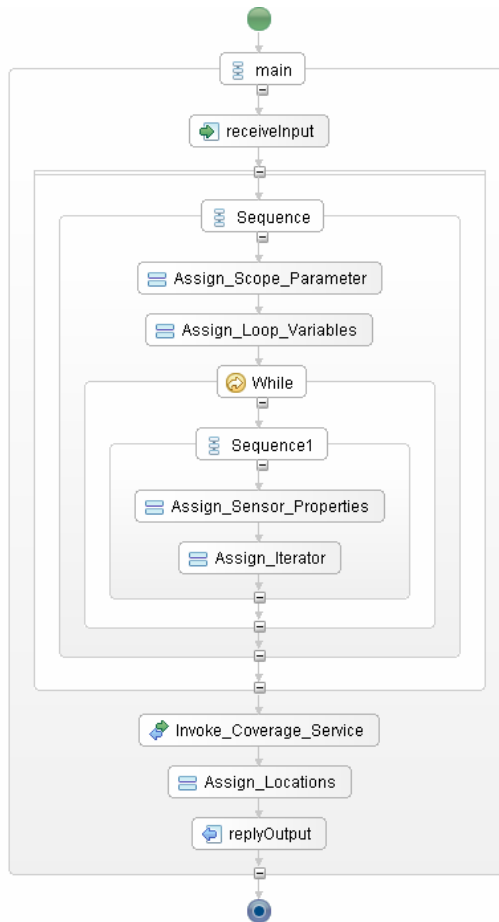 main
receiveInput
Sequence
Assign_Scope_Parameter
Assign_Loop_Variables
While
Sequence1
Assign_Sensor_Properties
Assign_Iterator
Invoke_Coverage_Service
Assign_Locations
replyOutput